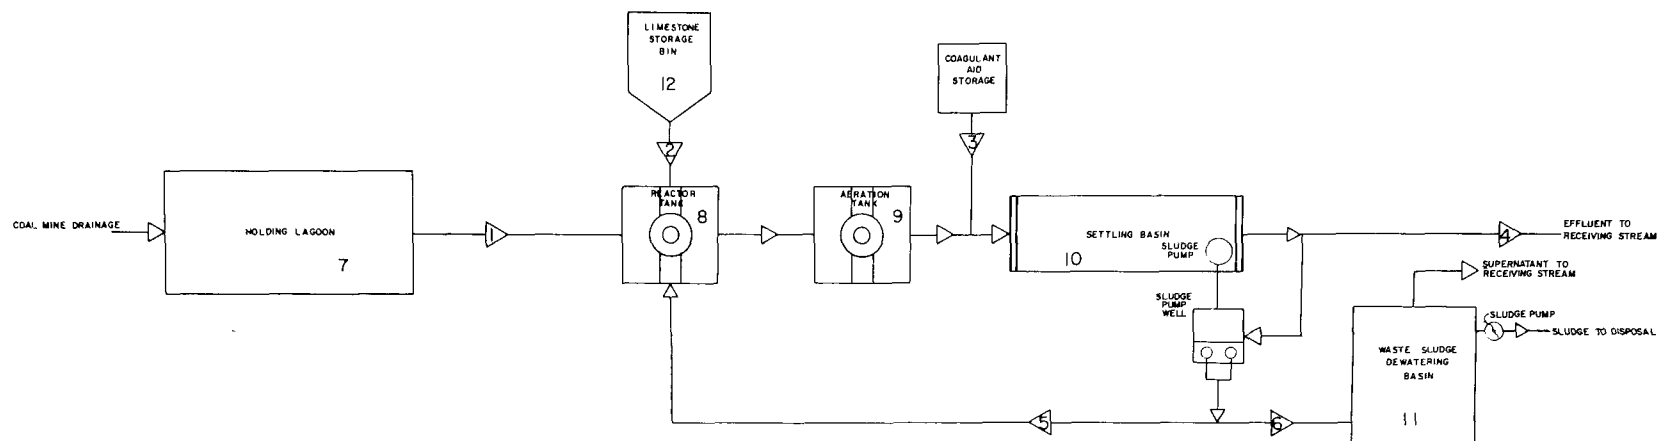 LIMESTONE
STORAGE
BIN
12
COAGULANT
AID
STORAGE
2
3
COAL MINE DRAINAGE
HOLDING LAGOON
7
1
REACTOR
TANK
8
AERATION
TANK
9
SETTLING BASIN
10
SLUDGE
PUMP
4
EFFLUENT TO
RECEIVING STREAM
SUPERNATANT TO
RECEIVING STREAM
SLUDGE
PUMP
WELL
SLUDGE PUMP
SLUDGE TO DISPOSAL
WASTE SLUDGE
DEWATERING
BASIN
11
5
6